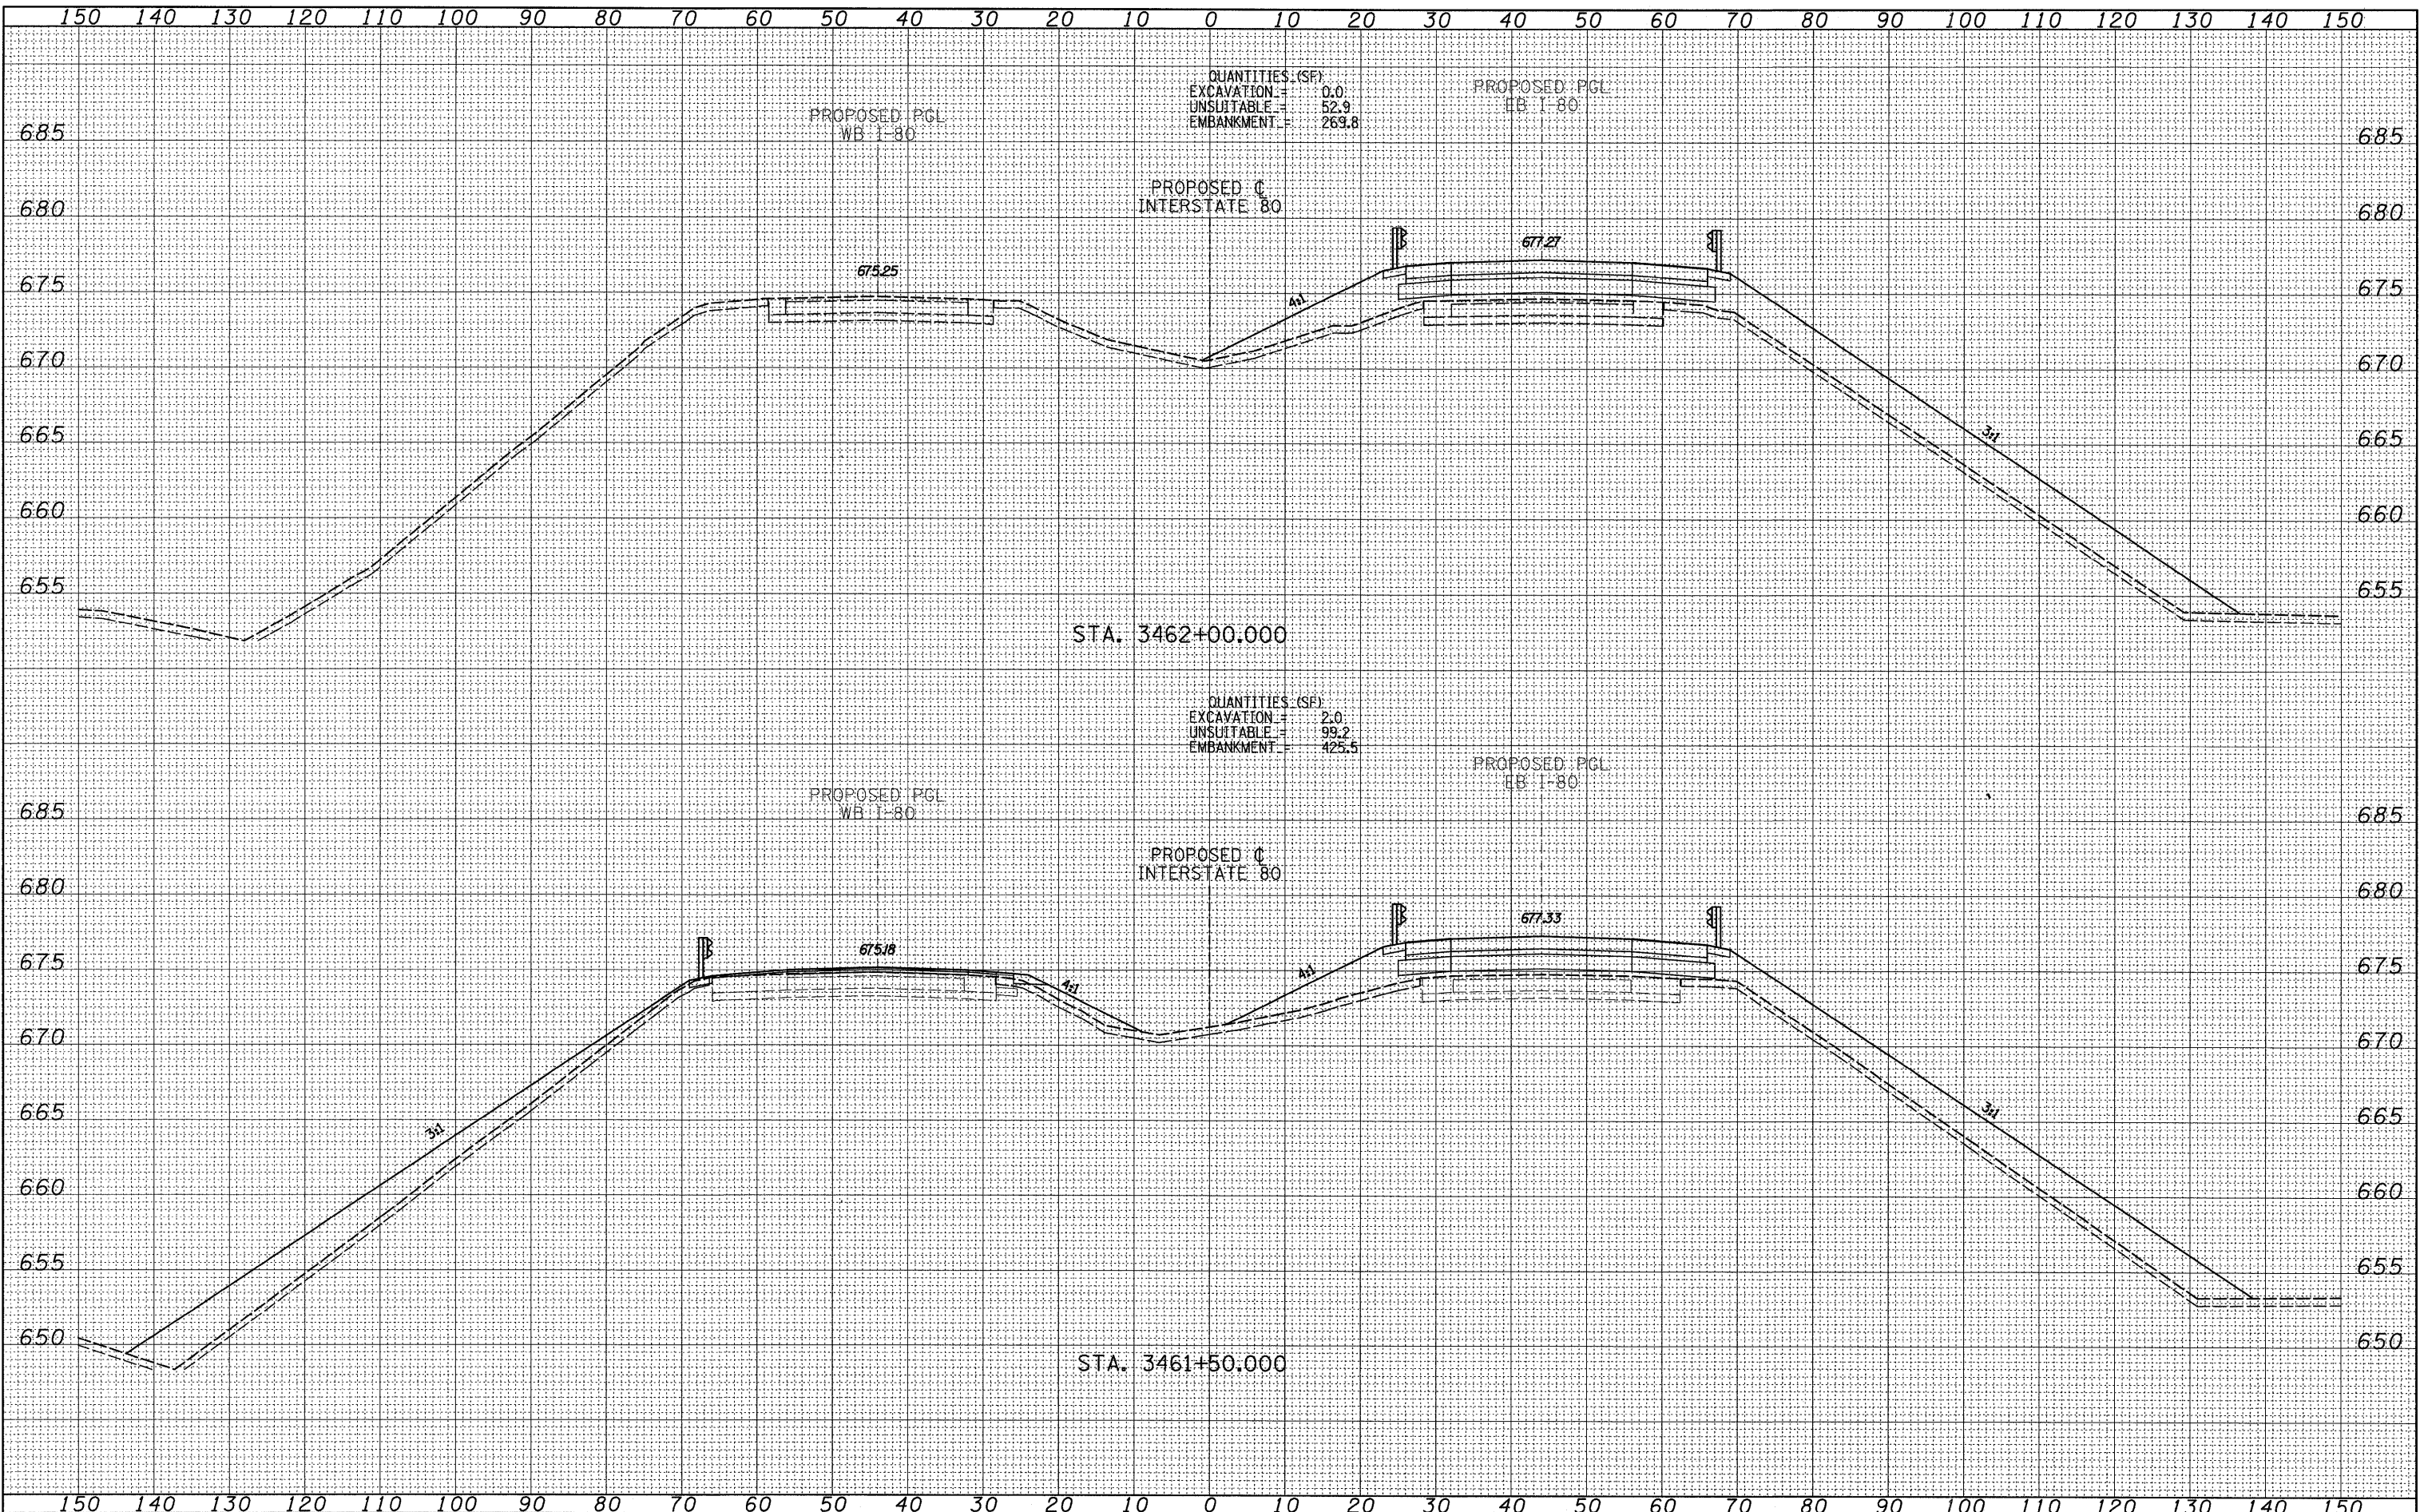 150 140 130 120 110 100 90 80 70 60 50 40 30 20 10 0 10 20 30 40 50 60 70 80 90 100 110 120 130 140 150
QUANTITIES (SF)
EXCAVATION = 0.0
UNSUITABLE = 52.9
EMBANKMENT = 269.8
PROPOSED PGL
EB I-80
PROPOSED PGL
WB I-80
685 685
PROPOSED ℄
INTERSTATE 80
680 680
677.27
675.25
675 675
4:1
670 670
3:1
665 665
660 660
655 655
STA. 3462+00.000
QUANTITIES (SF)
EXCAVATION = 2.0
UNSUITABLE = 99.2
EMBANKMENT = 425.5
PROPOSED PGL
EB I-80
PROPOSED PGL
WB I-80
685 685
PROPOSED ℄
INTERSTATE 80
680 680
677.33
675.18
675 675
4:1 4:1
670 670
3:1 3:1
665 665
660 660
655 655
650 650
STA. 3461+50.000
150 140 130 120 110 100 90 80 70 60 50 40 30 20 10 0 10 20 30 40 50 60 70 80 90 100 110 120 130 140 150